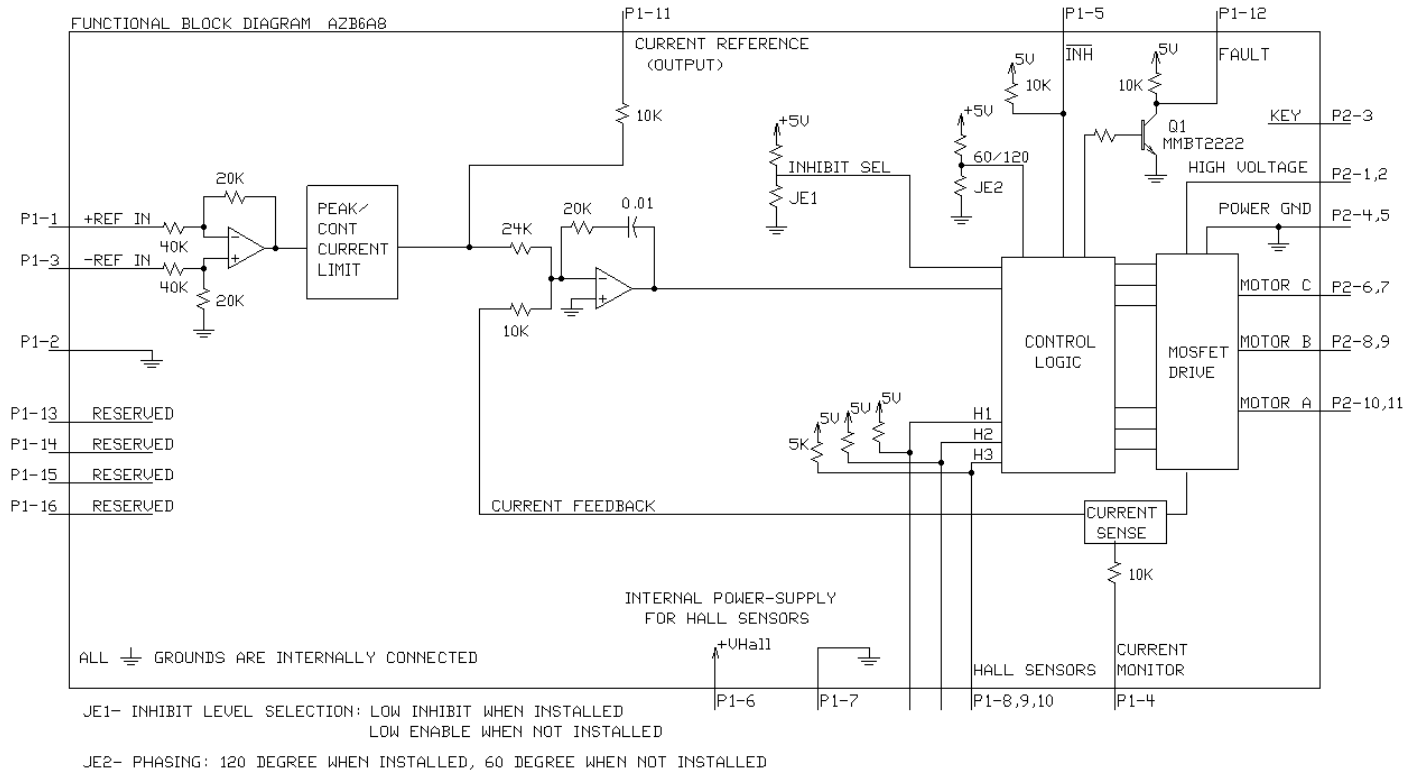 FUNCTIONAL BLOCK DIAGRAM AZB6A8
P1-11
P1-5
P1-12
CURRENT REFERENCE
(OUTPUT)
5V
INH
5V
FAULT
10K
10K
10K
+5V
+5V
KEY
P2-3
Q1
MMBT2222
INHIBIT SEL
60/120
HIGH VOLTAGE
P2-1,2
JE1
JE2
20K
PEAK/
CONT
CURRENT
LIMIT
P1-1
+REF IN
40K
24K
20K
0.01
POWER GND
P2-4,5
P1-3
-REF IN
40K
20K
10K
MOTOR C
P2-6,7
P1-2
CONTROL
LOGIC
MOSFET
DRIVE
MOTOR B
P2-8,9
MOTOR A
P2-10,11
P1-13
RESERVED
P1-14
RESERVED
P1-15
RESERVED
P1-16
RESERVED
5V
5V
5V
5K
H1
H2
H3
CURRENT FEEDBACK
CURRENT
SENSE
10K
INTERNAL POWER-SUPPLY
FOR HALL SENSORS
+VHall
ALL GROUNDS ARE INTERNALLY CONNECTED
HALL SENSORS
CURRENT
MONITOR
P1-6
P1-7
P1-8,9,10
P1-4
JE1- INHIBIT LEVEL SELECTION: LOW INHIBIT WHEN INSTALLED
LOW ENABLE WHEN NOT INSTALLED
JE2- PHASING: 120 DEGREE WHEN INSTALLED, 60 DEGREE WHEN NOT INSTALLED